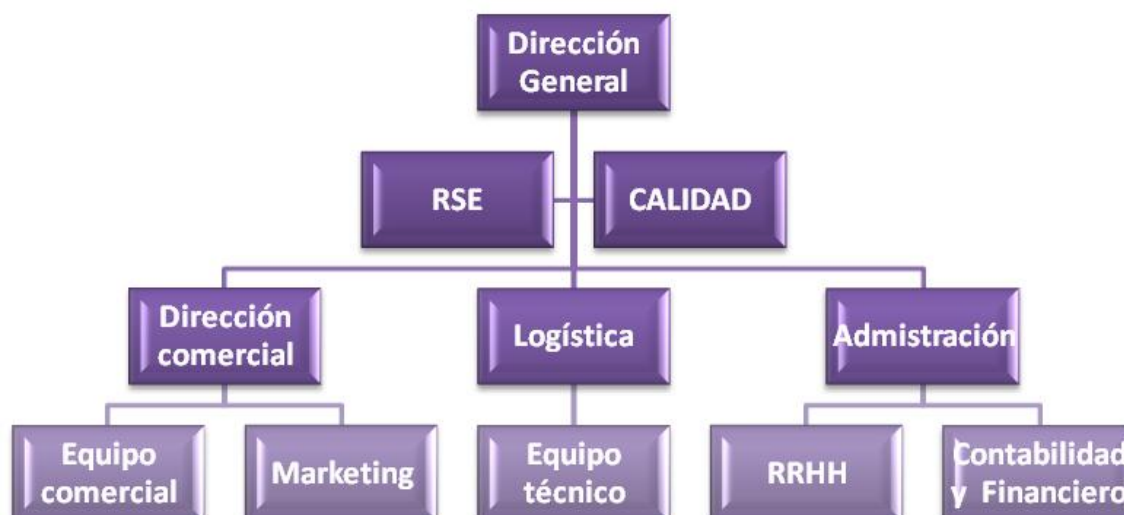 Dirección
General
RSE
CALIDAD
Dirección
comercial
Logística
Admistración
Equipo
comercial
Marketing
Equipo
técnico
RRHH
Contabilidad
y Financiero